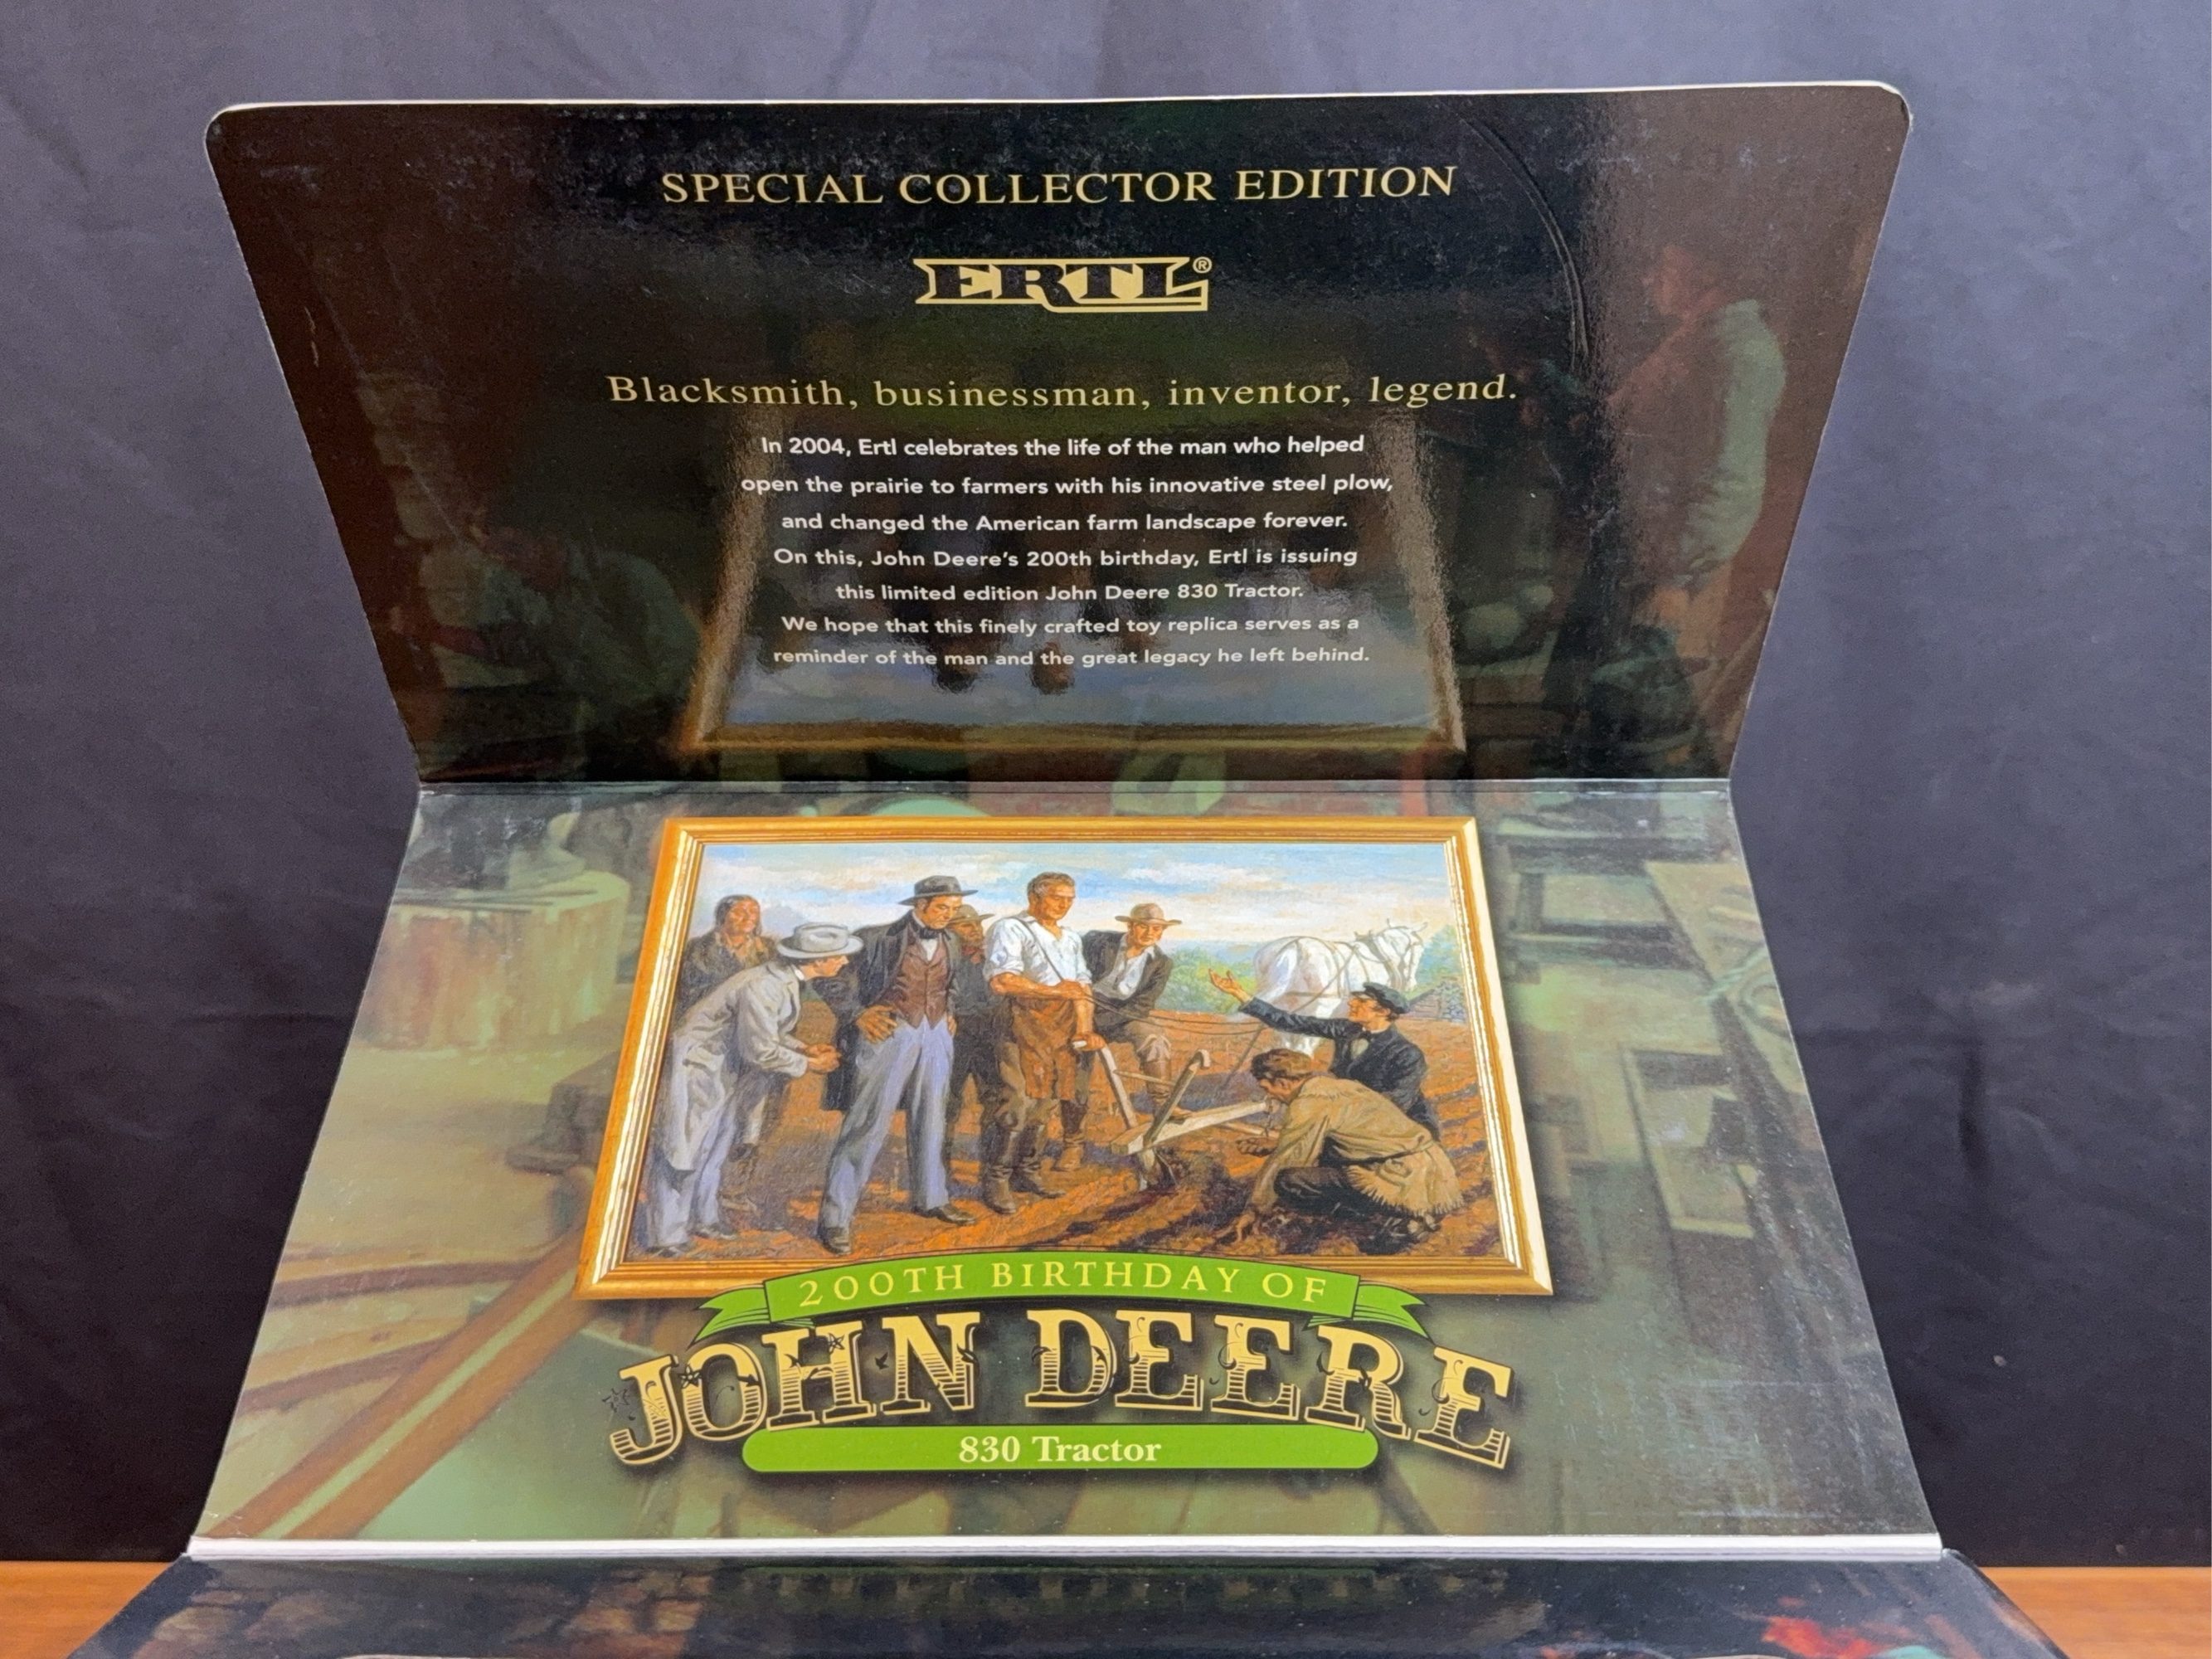 SPECIAL COLLECTOR EDITION
ERTL®
Blacksmith, businessman, inventor, legend.
In 2004, Ertl celebrates the life of the man who helped
open the prairie to farmers with his innovative steel plow,
and changed the American farm landscape forever.
On this, John Deere's 200th birthday, Ertl is issuing
this limited edition John Deere 830 Tractor.
We hope that this finely crafted toy replica serves as a
reminder of the man and the great legacy he left behind.
200TH BIRTHDAY OF
JOHN DEERE
830 Tractor